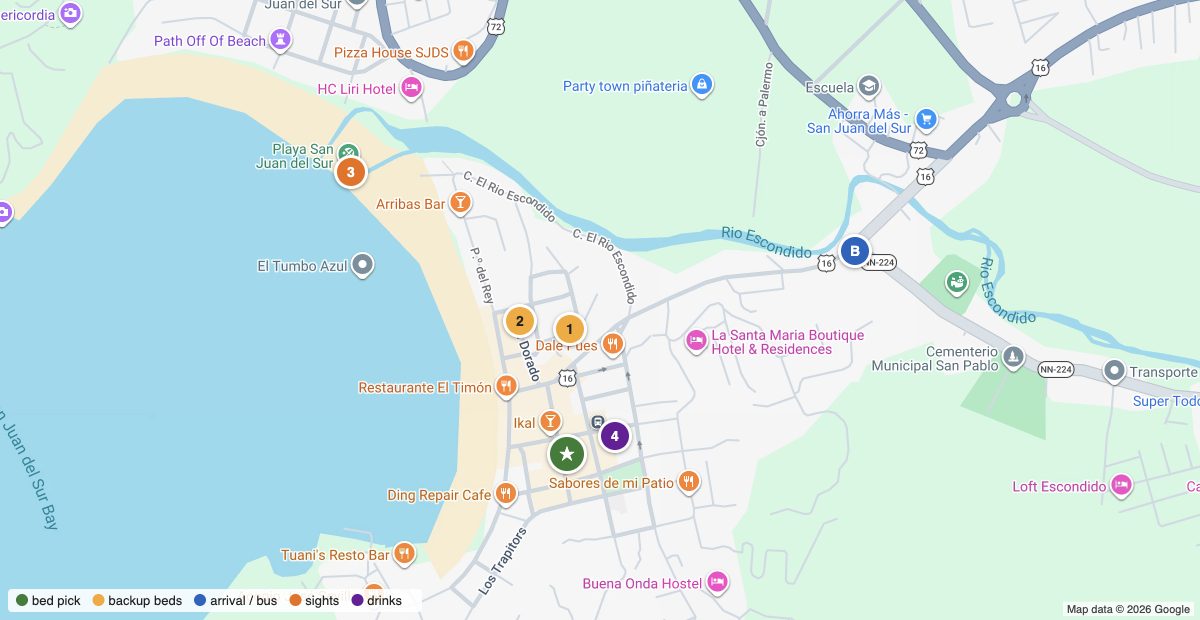 ericordia
Juan del Sur
72
Path Off Of Beach
Pizza House SJDS
16
HC Liri Hotel
Party town piñateria
Cjón. a Palermo
Escuela
Ahorra Más -
San Juan del Sur
72
16
Playa San
Juan del Sur
3
C. El Rio Escondido
Arribas Bar
C. El Rio Escondido
Rio Escondido
B
16
NN-224
El Tumbo Azul
P.º del Rey
Rio Escondido
2
1
Dale Pues
Dorado
La Santa Maria Boutique
Hotel & Residences
Cementerio
Municipal San Pablo
NN-224
Transporte
16
Restaurante El Timón
Super Todo
n Juan del Sur Bay
Ikal
4
Sabores de mi Patio
Ding Repair Cafe
Loft Escondido
Ca
Los Trapitors
Tuani's Resto Bar
Buena Onda Hostel
bed pick
backup beds
arrival / bus
sights
drinks
Map data © 2026 Google